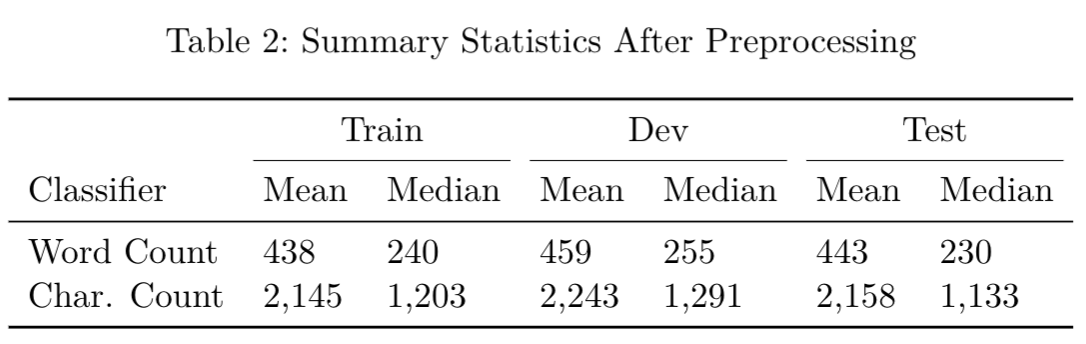 Table 2: Summary Statistics After Preprocessing
Train Dev Test
Classifier Mean Median Mean Median Mean Median
Word Count 438 240 459 255 443 230
Char. Count 2,145 1,203 2,243 1,291 2,158 1,133